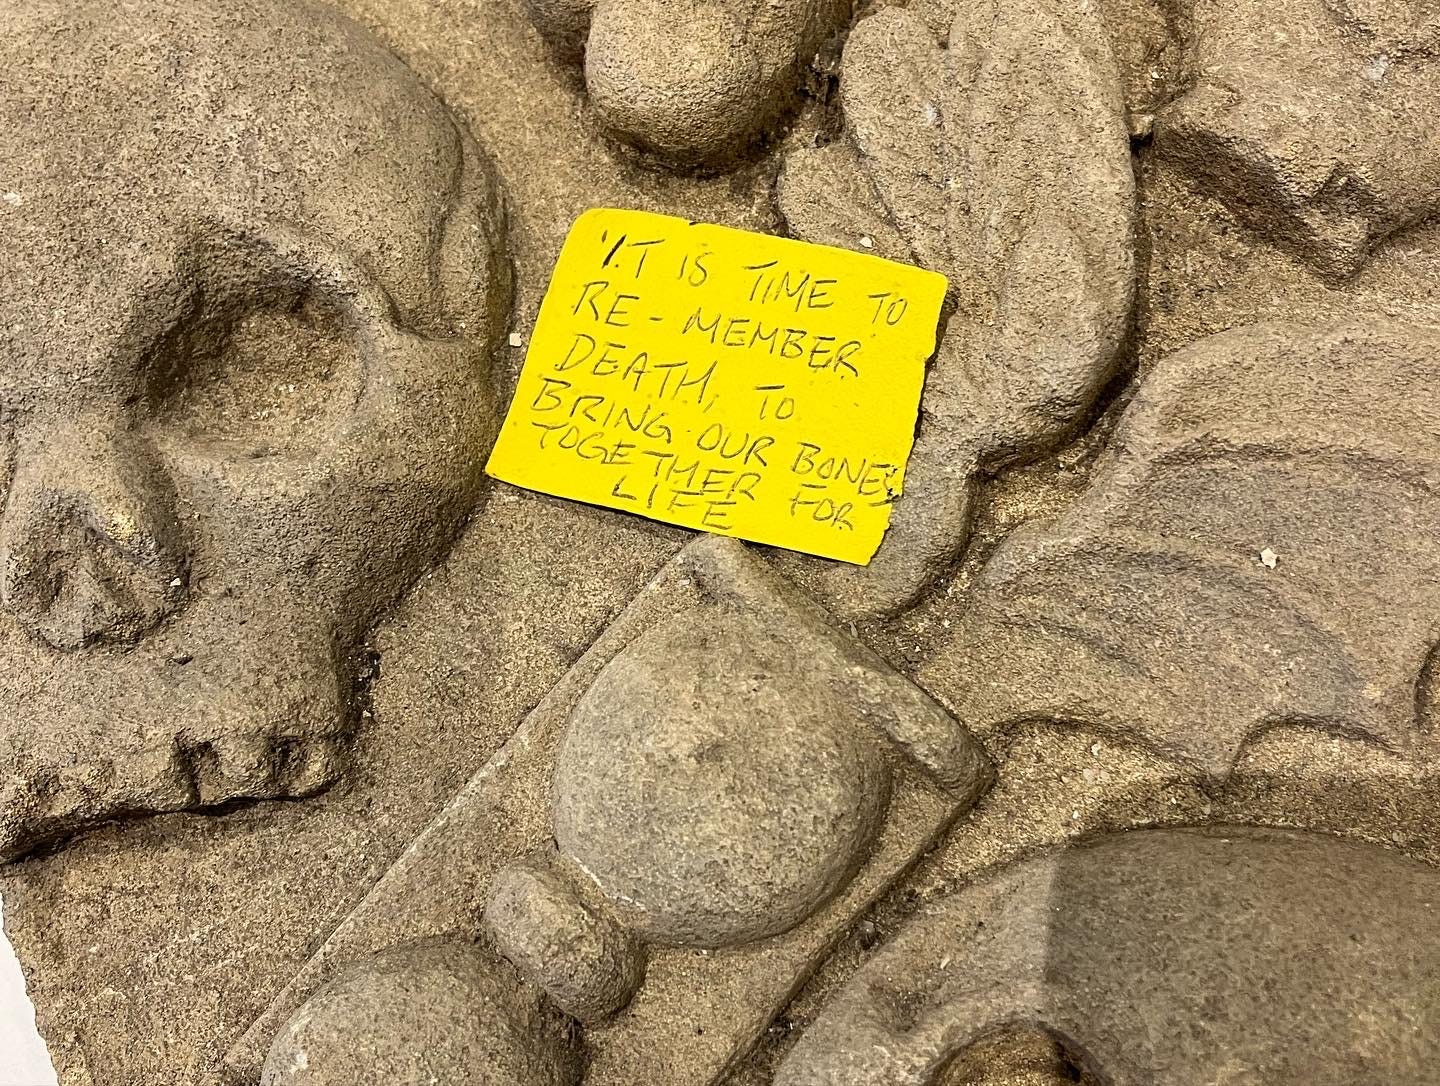 'IT IS TIME TO
RE-MEMBER
DEATH, TO
BRING OUR BONES
TOGETHER FOR
LIFE